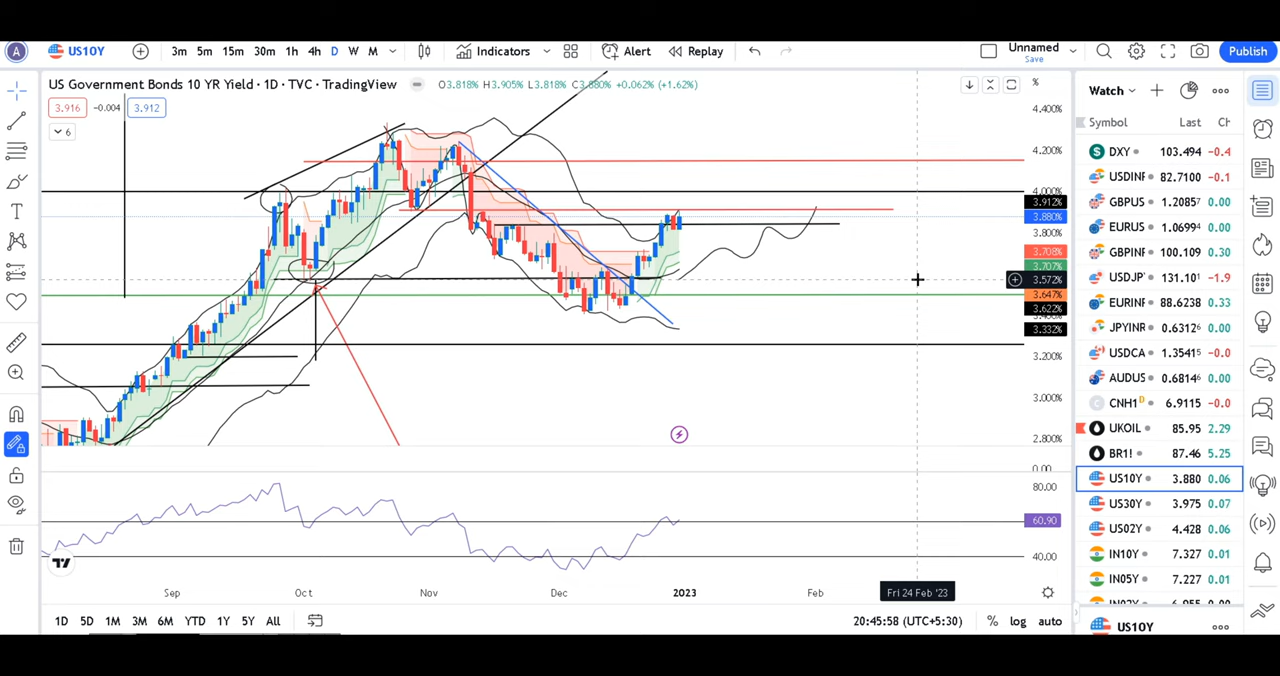 A US10Y 3m 5m 15m 30m 1h 4h D W M Indicators Alert Replay Unnamed Save Publish
US Government Bonds 10 YR Yield · 1D · TVC · TradingView O3.818% H3.905% L3.818% C3.880% +0.062% (+1.62%) %
3.916 -0.004 3.912
6
4.400%
4.200%
4.000%
3.912%
3.880%
3.800%
3.708%
3.707%
3.572%
3.647%
3.622%
3.332%
3.200%
3.000%
2.800%
0.00
80.00
60.90
40.00
Sep Oct Nov Dec 2023 Feb Fri 24 Feb '23
1D 5D 1M 3M 6M YTD 1Y 5Y All 20:45:58 (UTC+5:30) % log auto
Watch
Symbol Last Cr
DXY 103.494 -0.4
USDINF 82.7100 -0.1
GBPUS 1.2085⁷ 0.00
EURUS 1.0699⁴ 0.00
GBPINF 100.109 0.30
USDJP 131.10¹ -1.9
EURINF 88.6238 0.33
JPYINR 0.6312⁶ 0.00
USDCA 1.3541⁵ -0.0
AUDUS 0.6814⁶ 0.00
CNH1 D 6.9115 -0.0
UKOIL 85.95 2.29
BR1! 87.46 5.25
US10Y 3.880 0.06
US30Y 3.975 0.07
US02Y 4.428 0.06
IN10Y 7.327 0.01
IN05Y 7.227 0.01
US10Y